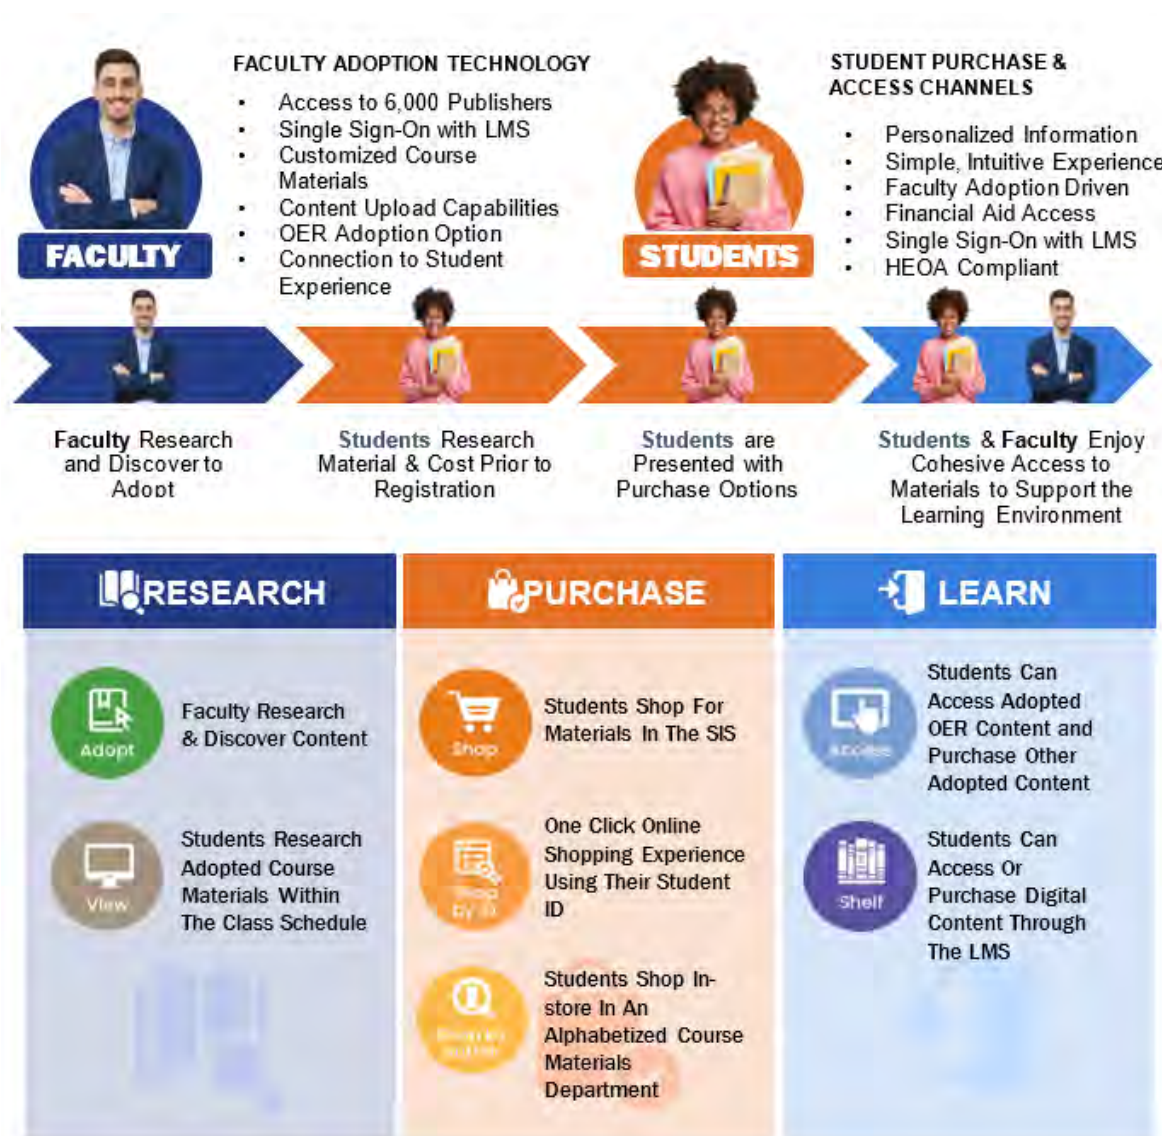 FACULTY ADOPTION TECHNOLOGY
• Access to 6,000 Publishers
• Single Sign-On with LMS
• Customized Course
Materials
• Content Upload Capabilities
• OER Adoption Option
• Connection to Student
Experience
FACULTY
STUDENT PURCHASE &
ACCESS CHANNELS
• Personalized Information
• Simple, Intuitive Experience
• Faculty Adoption Driven
• Financial Aid Access
• Single Sign-On with LMS
• HEOA Compliant
STUDENTS
Faculty Research
and Discover to
Adopt
Students Research
Material & Cost Prior to
Registration
Students are
Presented with
Purchase Options
Students & Faculty Enjoy
Cohesive Access to
Materials to Support the
Learning Environment
RESEARCH
Adopt
Faculty Research
& Discover Content
View
Students Research
Adopted Course
Materials Within
The Class Schedule
PURCHASE
Shop
Students Shop For
Materials In The SIS
Shop
by ID
One Click Online
Shopping Experience
Using Their Student
ID
Students Shop In-
store In An
Alphabetized Course
Materials
Department
LEARN
Access
Students Can
Access Adopted
OER Content and
Purchase Other
Adopted Content
Shelf
Students Can
Access Or
Purchase Digital
Content Through
The LMS